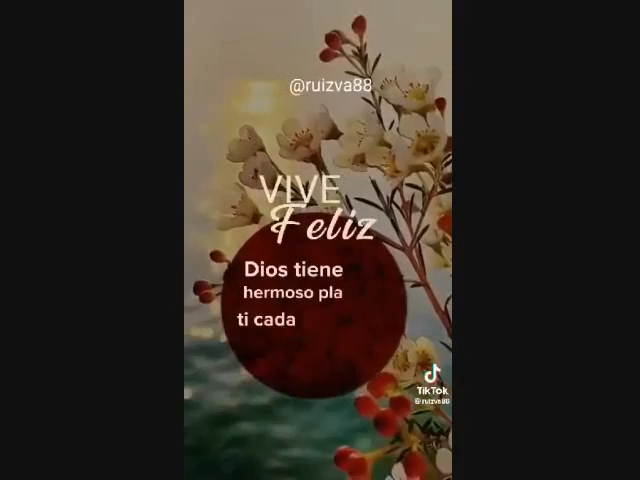 @ruizva88
VIVE
Feliz
Dios tiene
hermoso pla
ti cada
TikTok
@ruizva88